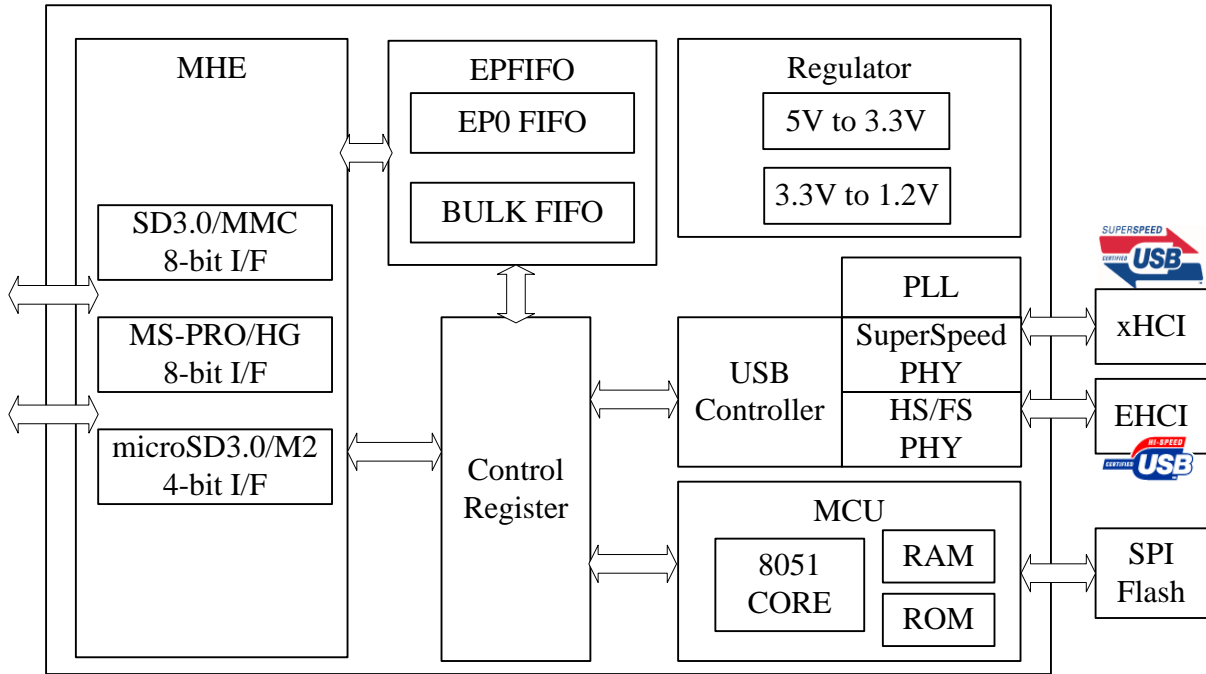 MHE
SD3.0/MMC
8-bit I/F
MS-PRO/HG
8-bit I/F
microSD3.0/M2
4-bit I/F
EPFIFO
EP0 FIFO
BULK FIFO
Control
Register
Regulator
5V to 3.3V
3.3V to 1.2V
PLL
USB
Controller
SuperSpeed
PHY
HS/FS
PHY
MCU
8051
CORE
RAM
ROM
SUPERSPEED
CERTIFIED USB
xHCI
EHCI
HI-SPEED
CERTIFIED USB
SPI
Flash